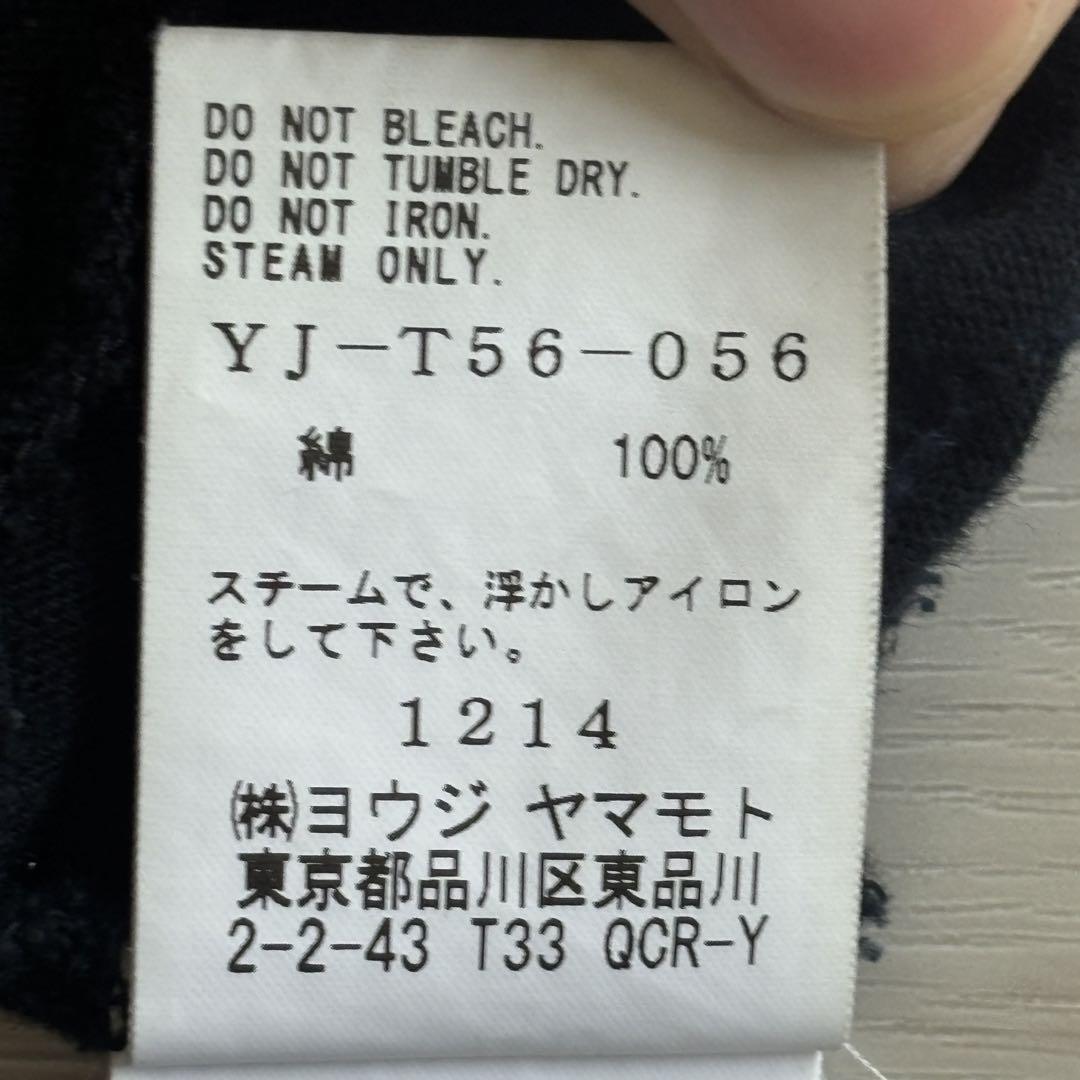 DO NOT BLEACH.
DO NOT TUMBLE DRY.
DO NOT IRON.
STEAM ONLY.
YJ-T56-056
綿 100%
スチームで、浮かしアイロン
をして下さい。
1214
㈱ヨウジ ヤマモト
東京都品川区東品川
2-2-43 T33 QCR-Y